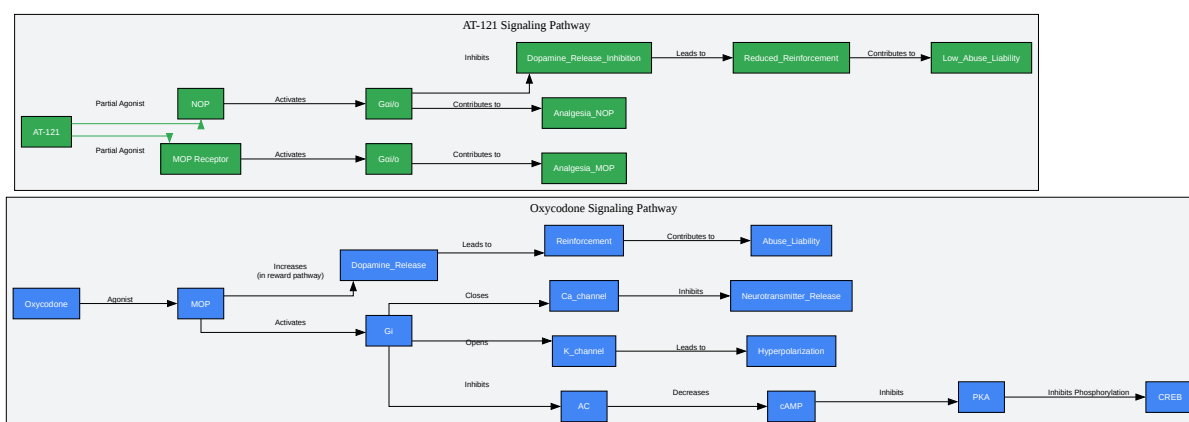 AT-121 Signaling Pathway
Inhibits
Dopamine_Release_Inhibition
Leads to
Reduced_Reinforcement
Contributes to
Low_Abuse_Liability
Partial Agonist
NOP
Activates
Gαi/o
Contributes to
Analgesia_NOP
AT-121
Partial Agonist
MOP Receptor
Activates
Gαi/o
Contributes to
Analgesia_MOP
Oxycodone Signaling Pathway
Increases
(in reward pathway)
Dopamine_Release
Leads to
Reinforcement
Contributes to
Abuse_Liability
Oxycodone
Agonist
MOP
Activates
Gi
Closes
Ca_channel
Inhibits
Neurotransmitter_Release
Opens
K_channel
Leads to
Hyperpolarization
Inhibits
AC
Decreases
cAMP
Inhibits
PKA
Inhibits Phosphorylation
CREB